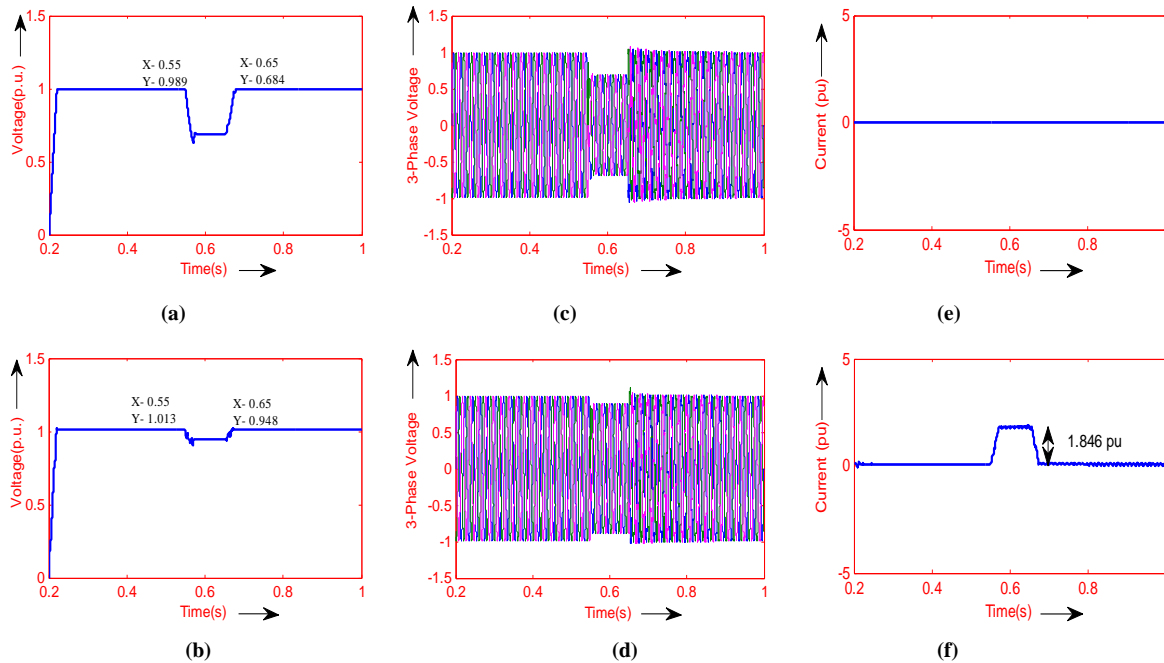 1.5
1
0.5
0
Voltage(p.u.)
X- 0.55
Y- 0.989
X- 0.65
Y- 0.684
0.2
0.4
0.6
0.8
1
Time(s)
(a)
1.5
1
0.5
0
-0.5
-1
-1.5
3-Phase Voltage
0.2
0.4
0.6
0.8
1
Time(s)
(c)
5
0
-5
Current (pu)
0.2
0.4
0.6
0.8
Time(s)
(e)
1.5
1
0.5
0
Voltage(p.u.)
X- 0.55
Y- 1.013
X- 0.65
Y- 0.948
0.2
0.4
0.6
0.8
1
Time(s)
(b)
1.5
1
0.5
0
-0.5
-1
-1.5
3-Phase Voltage
0.2
0.4
0.6
0.8
1
Time(s)
(d)
5
0
-5
Current (pu)
1.846 pu
0.2
0.4
0.6
0.8
Time(s)
(f)